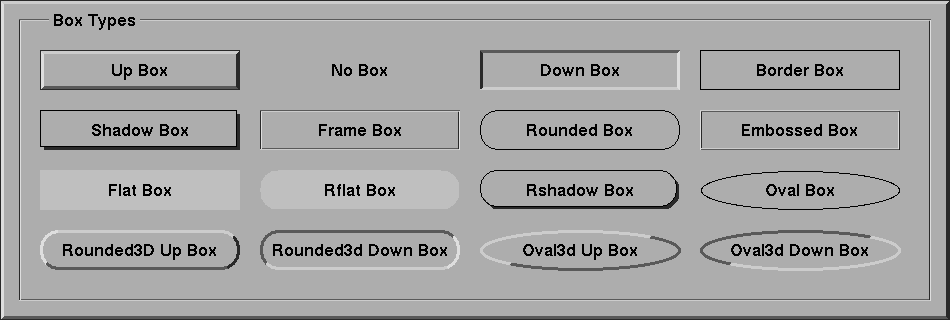 Box Types
Up Box
No Box
Down Box
Border Box
Shadow Box
Frame Box
Rounded Box
Embossed Box
Flat Box
Rflat Box
Rshadow Box
Oval Box
Rounded3D Up Box
Rounded3d Down Box
Oval3d Up Box
Oval3d Down Box